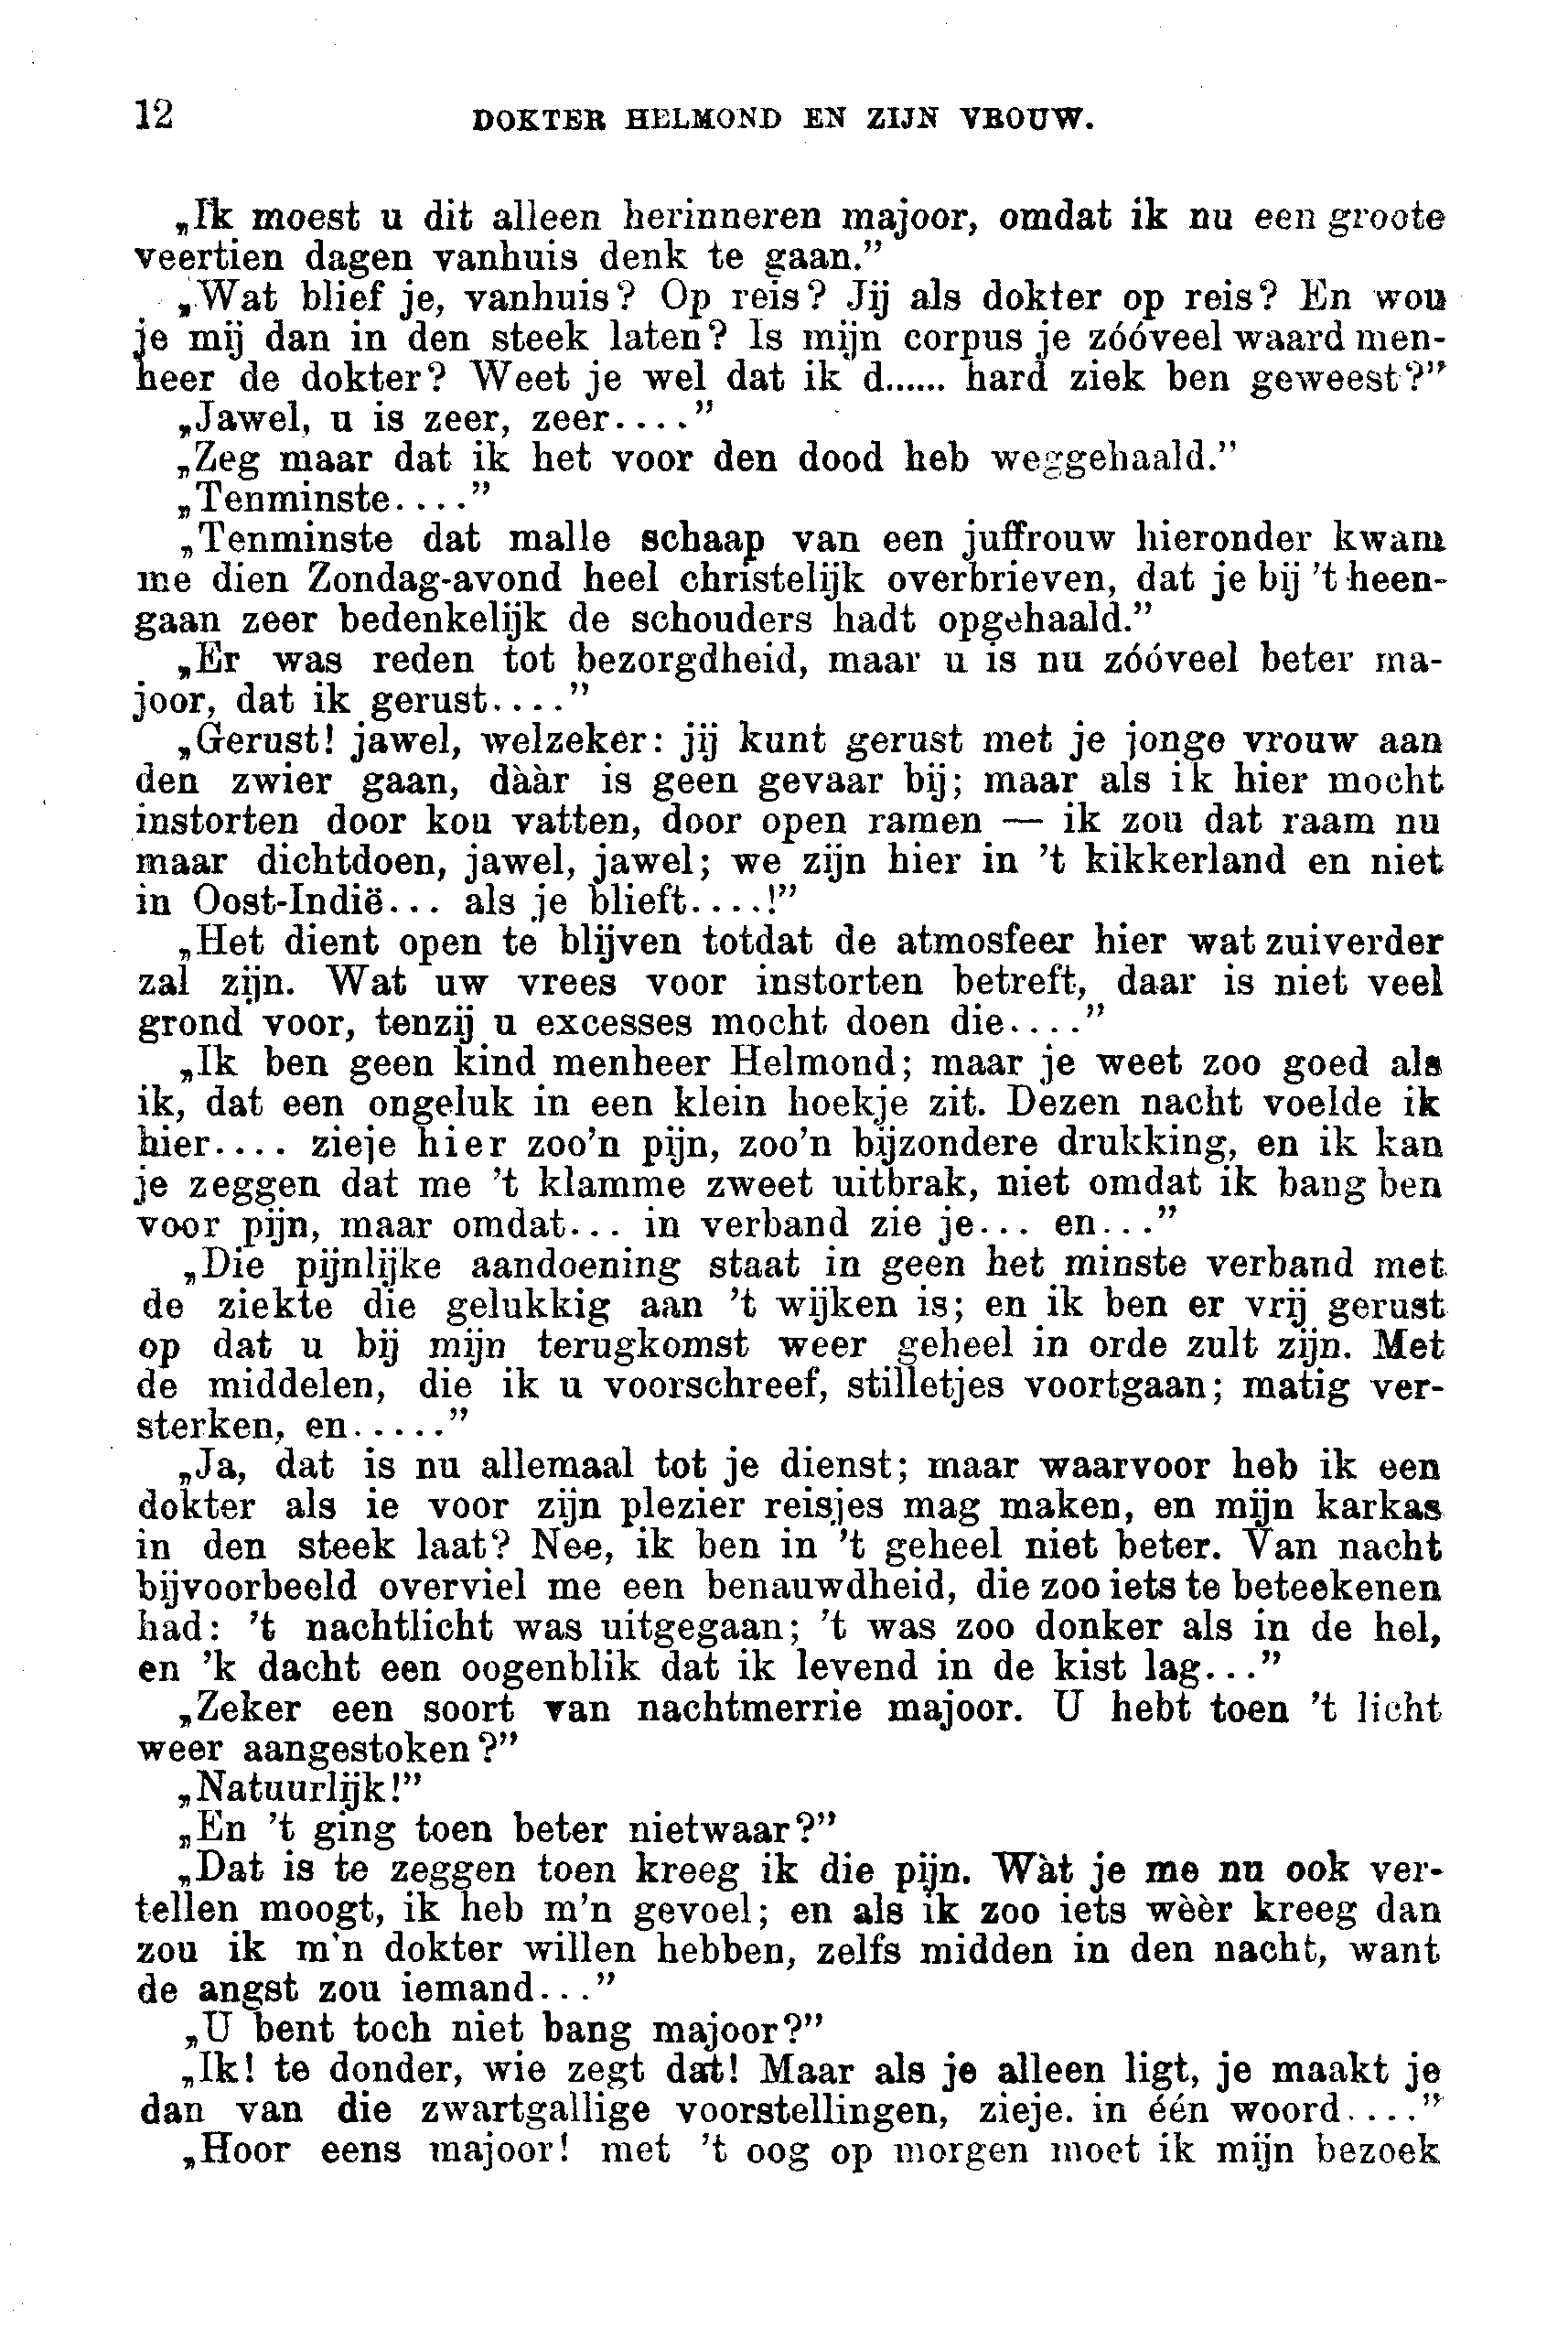 12 DOKTER HELMOND EN ZIJN VROUW.
„Ik moest u dit alleen herinneren majoor, omdat ik nu een groote
veertien dagen vanhuis denk te gaan.”
„Wat blief je, vanhuis? Op reis? Jij als dokter op reis? En wou
je mij dan in den steek laten? Is mijn corpus je zóóveel waard men-
heer de dokter? Weet je wel dat ik d...... hard ziek ben geweest?”
„Jawel, u is zeer, zeer....”
„Zeg maar dat ik het voor den dood heb weggehaald.”
„Tenminste....”
„Tenminste dat malle schaap van een juffrouw hieronder kwam
me dien Zondag-avond heel christelijk overbrieven, dat je bij 't heen-
gaan zeer bedenkelijk de schouders hadt opgehaald.”
„Er was reden tot bezorgdheid, maar u is nu zóóveel beter ma-
joor, dat ik gerust....”
„Gerust! jawel, welzeker: jij kunt gerust met je jonge vrouw aan
den zwier gaan, dààr is geen gevaar bij; maar als ik hier mocht
instorten door kou vatten, door open ramen — ik zou dat raam nu
maar dichtdoen, jawel, jawel; we zijn hier in 't kikkerland en niet
in Oost-Indië... als je blieft....!”
„Het dient open te blijven totdat de atmosfeer hier wat zuiverder
zal zijn. Wat uw vrees voor instorten betreft, daar is niet veel
grond voor, tenzij u excesses mocht doen die....”
„Ik ben geen kind menheer Helmond; maar je weet zoo goed als
ik, dat een ongeluk in een klein hoekje zit. Dezen nacht voelde ik
hier.... zieje hier zoo'n pijn, zoo'n bijzondere drukking, en ik kan
je zeggen dat me 't klamme zweet uitbrak, niet omdat ik bang ben
voor pijn, maar omdat... in verband zie je... en...”
„Die pijnlijke aandoening staat in geen het minste verband met
de ziekte die gelukkig aan 't wijken is; en ik ben er vrij gerust
op dat u bij mijn terugkomst weer geheel in orde zult zijn. Met
de middelen, die ik u voorschreef, stilletjes voortgaan; matig ver-
sterken, en.....”
„Ja, dat is nu allemaal tot je dienst; maar waarvoor heb ik een
dokter als ie voor zijn plezier reisjes mag maken, en mijn karkas
in den steek laat? Nee, ik ben in 't geheel niet beter. Van nacht
bijvoorbeeld overviel me een benauwdheid, die zoo iets te beteekenen
had: 't nachtlicht was uitgegaan; 't was zoo donker als in de hel,
en 'k dacht een oogenblik dat ik levend in de kist lag...”
„Zeker een soort van nachtmerrie majoor. U hebt toen 't licht
weer aangestoken?”
„Natuurlijk!”
„En 't ging toen beter nietwaar?”
„Dat is te zeggen toen kreeg ik die pijn. Wàt je me nu ook ver-
tellen moogt, ik heb m'n gevoel; en als ik zoo iets wèèr kreeg dan
zou ik m'n dokter willen hebben, zelfs midden in den nacht, want
de angst zou iemand...”
„U bent toch niet bang majoor?”
„Ik! te donder, wie zegt dat! Maar als je alleen ligt, je maakt je
dan van die zwartgallige voorstellingen, zieje. in één woord....”
„Hoor eens majoor! met 't oog op morgen moet ik mijn bezoek